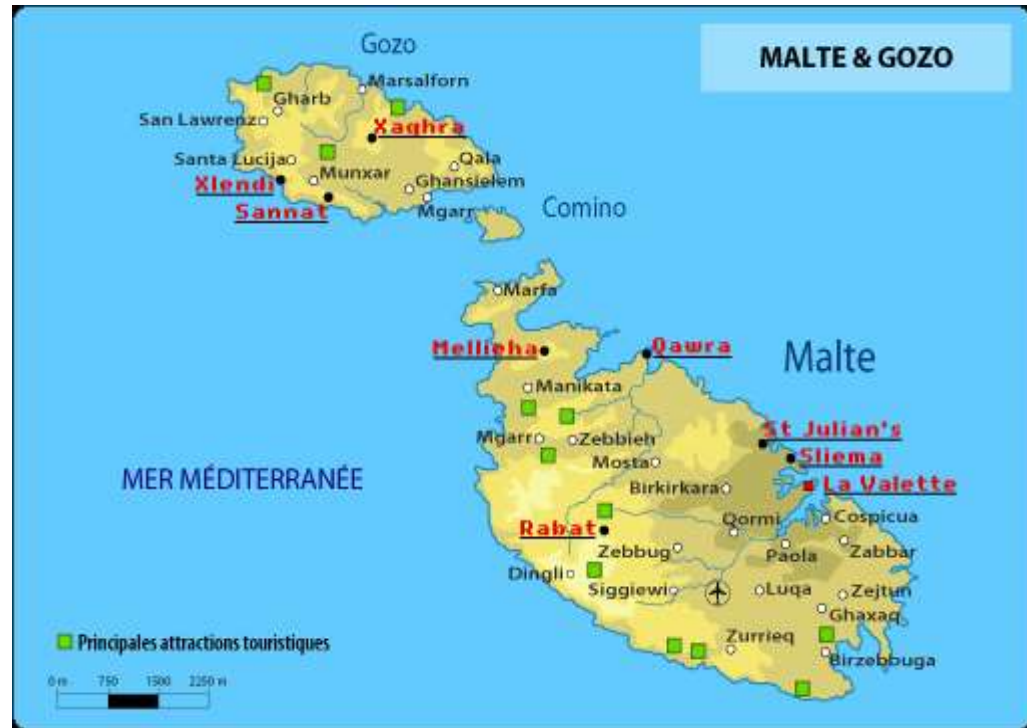 MALTE & GOZO
Gozo
Marsalforn
Gharb
San Lawrenz
Xaghra
Santa Lucija
Qala
Munxar
Xlendi
Ghansielem
Sannat
Mgarr
Comino
Marfa
Mellieha
Qawra
Malte
Manikata
St Julian's
Mgarr
Zebbieh
Sliema
Mosta
MER MÉDITERRANÉE
Birkirkara
La Valette
Rabat
Qormi
Cospicua
Zebbug
Paola
Zabbar
Dingli
Siggiewi
Luqa
Zejtun
Ghaxaq
Zurrieq
Principales attractions touristiques
Birzebbuga
0 m 750 1500 2250 m